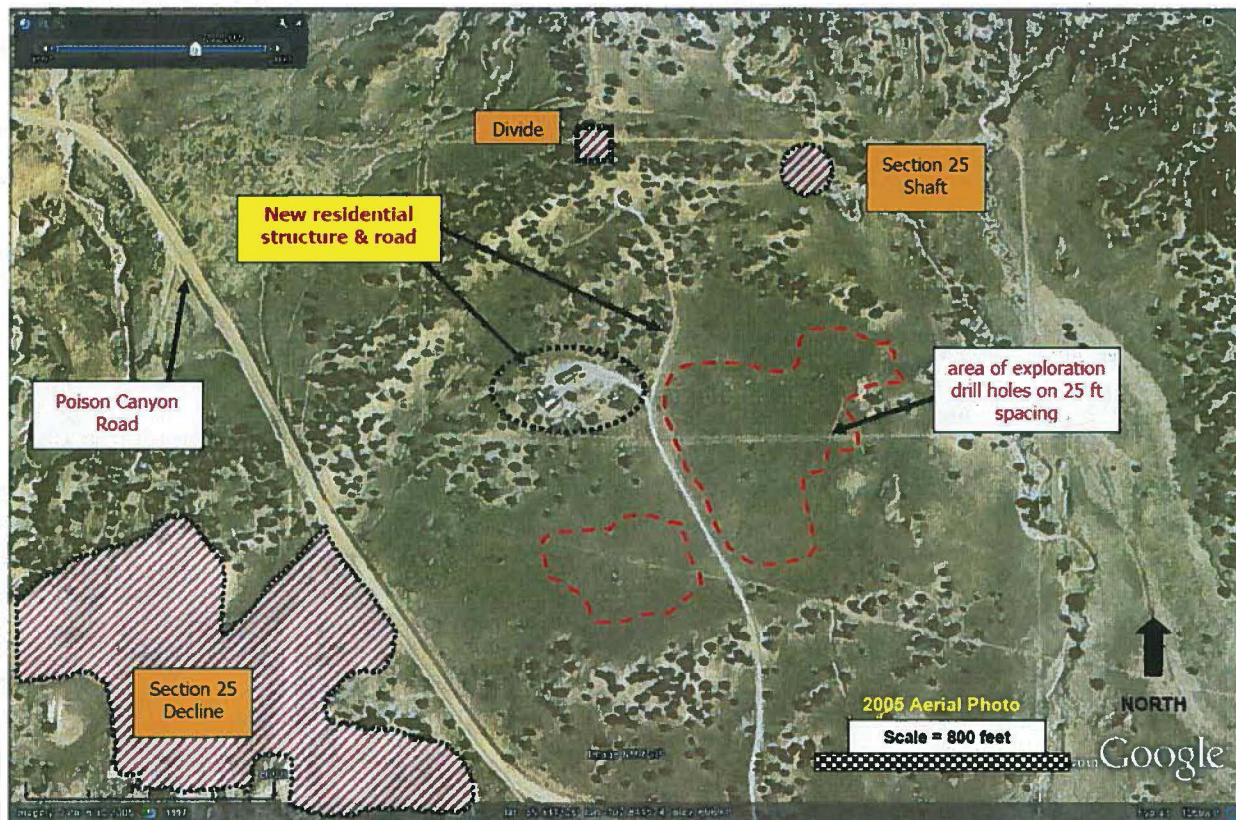 Divide
Section 25
Shaft
New residential
structure & road
Poison Canyon
Road
area of exploration
drill holes on 25 ft
spacing
Section 25
Decline
2005 Aerial Photo
Scale = 800 feet
NORTH
Google